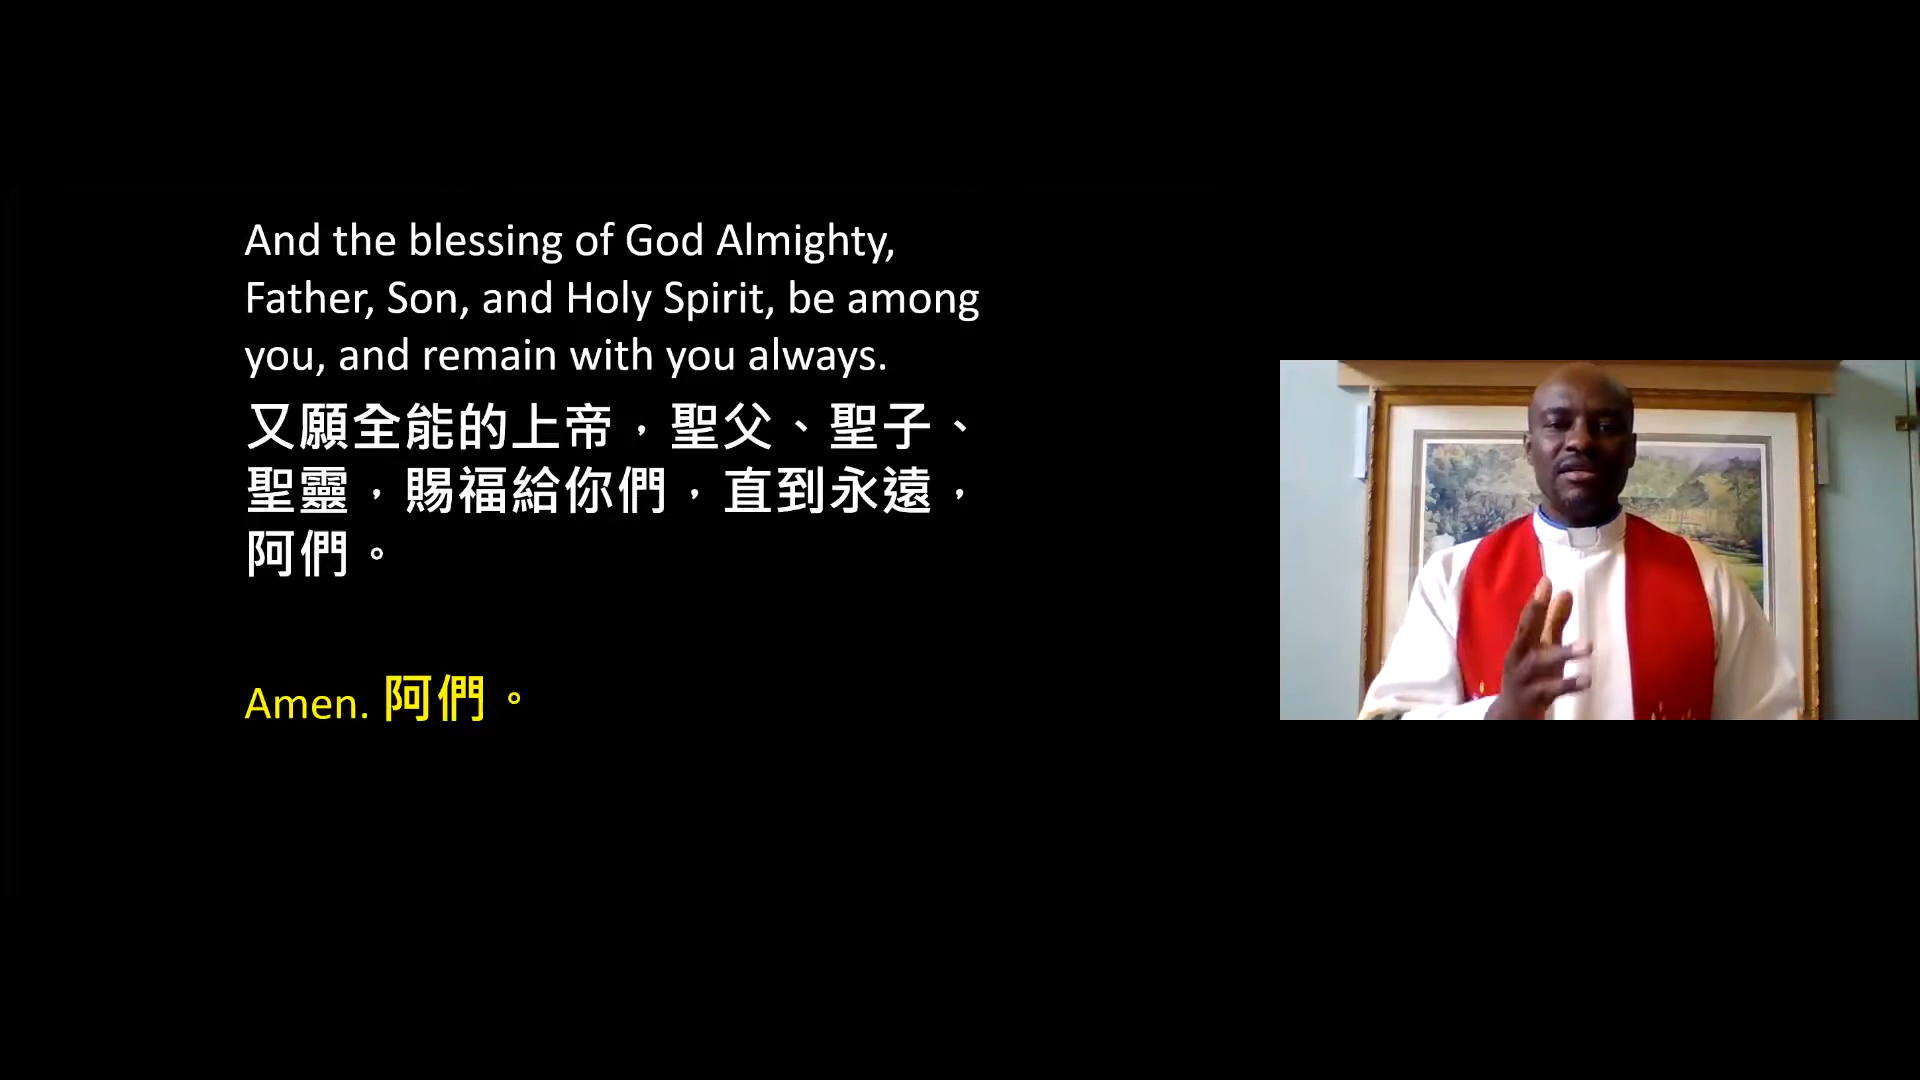 And the blessing of God Almighty,
Father, Son, and Holy Spirit, be among
you, and remain with you always.
又願全能的上帝，聖父、聖子、
聖靈，賜福給你們，直到永遠，
阿們。
Amen. 阿們。